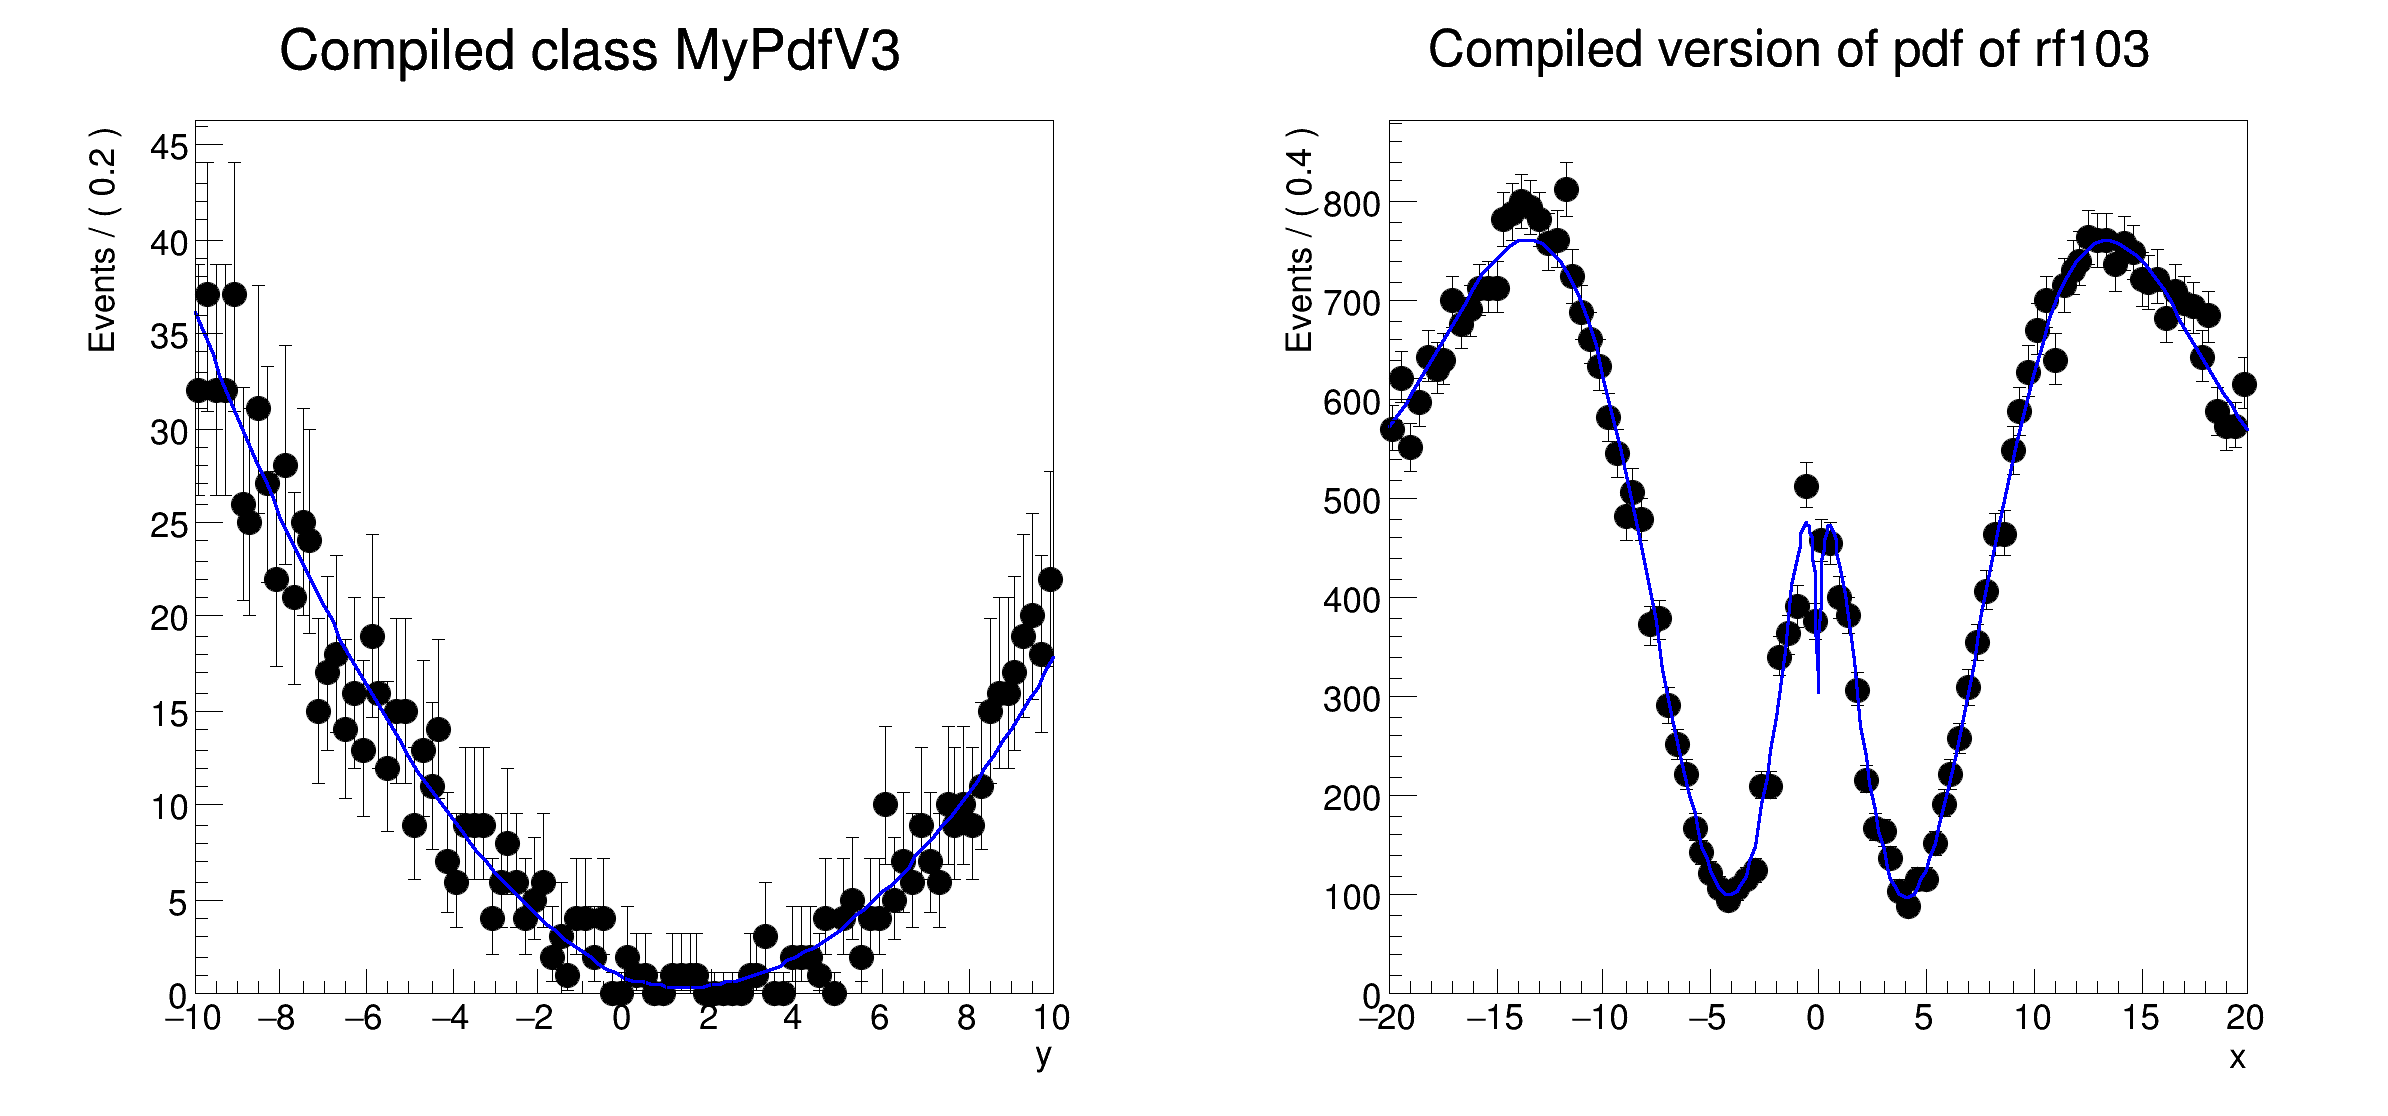 Compiled class MyPdfV3
Events / ( 0.2 )
45
40
35
30
25
20
15
10
5
0
−10 −8 −6 −4 −2 0 2 4 6 8 10
y
Compiled version of pdf of rf103
Events / ( 0.4 )
800
700
600
500
400
300
200
100
0
−20 −15 −10 −5 0 5 10 15 20
x